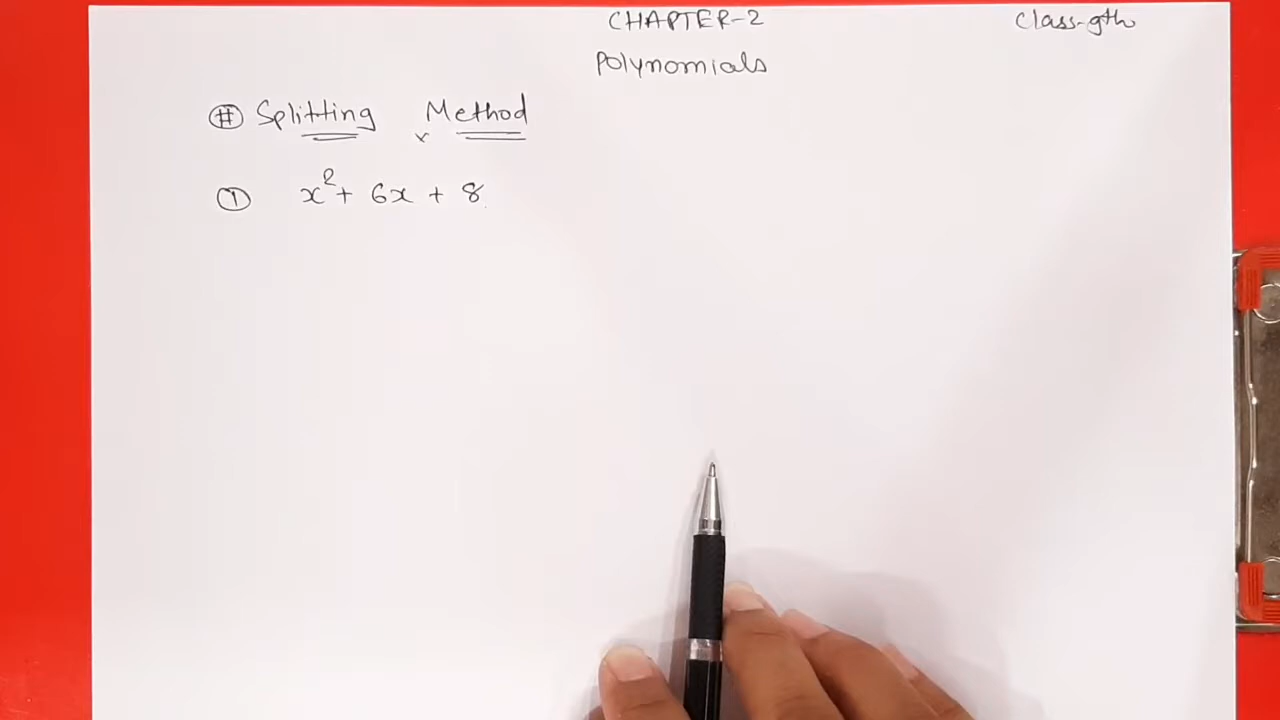 CHAPTER-2 Class-9th
Polynomials
# Splitting Method
1 x²+ 6x + 8